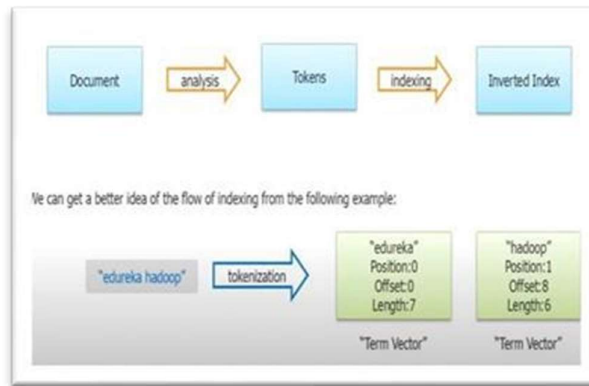 Document
analysis
Tokens
indexing
Inverted Index
We can get a better idea of the flow of indexing from the following example:
"edureka hadoop"
tokenization
"edureka"
Position:0
Offset:0
Length:7
"hadoop"
Position:1
Offset:8
Length:6
"Term Vector"
"Term Vector"